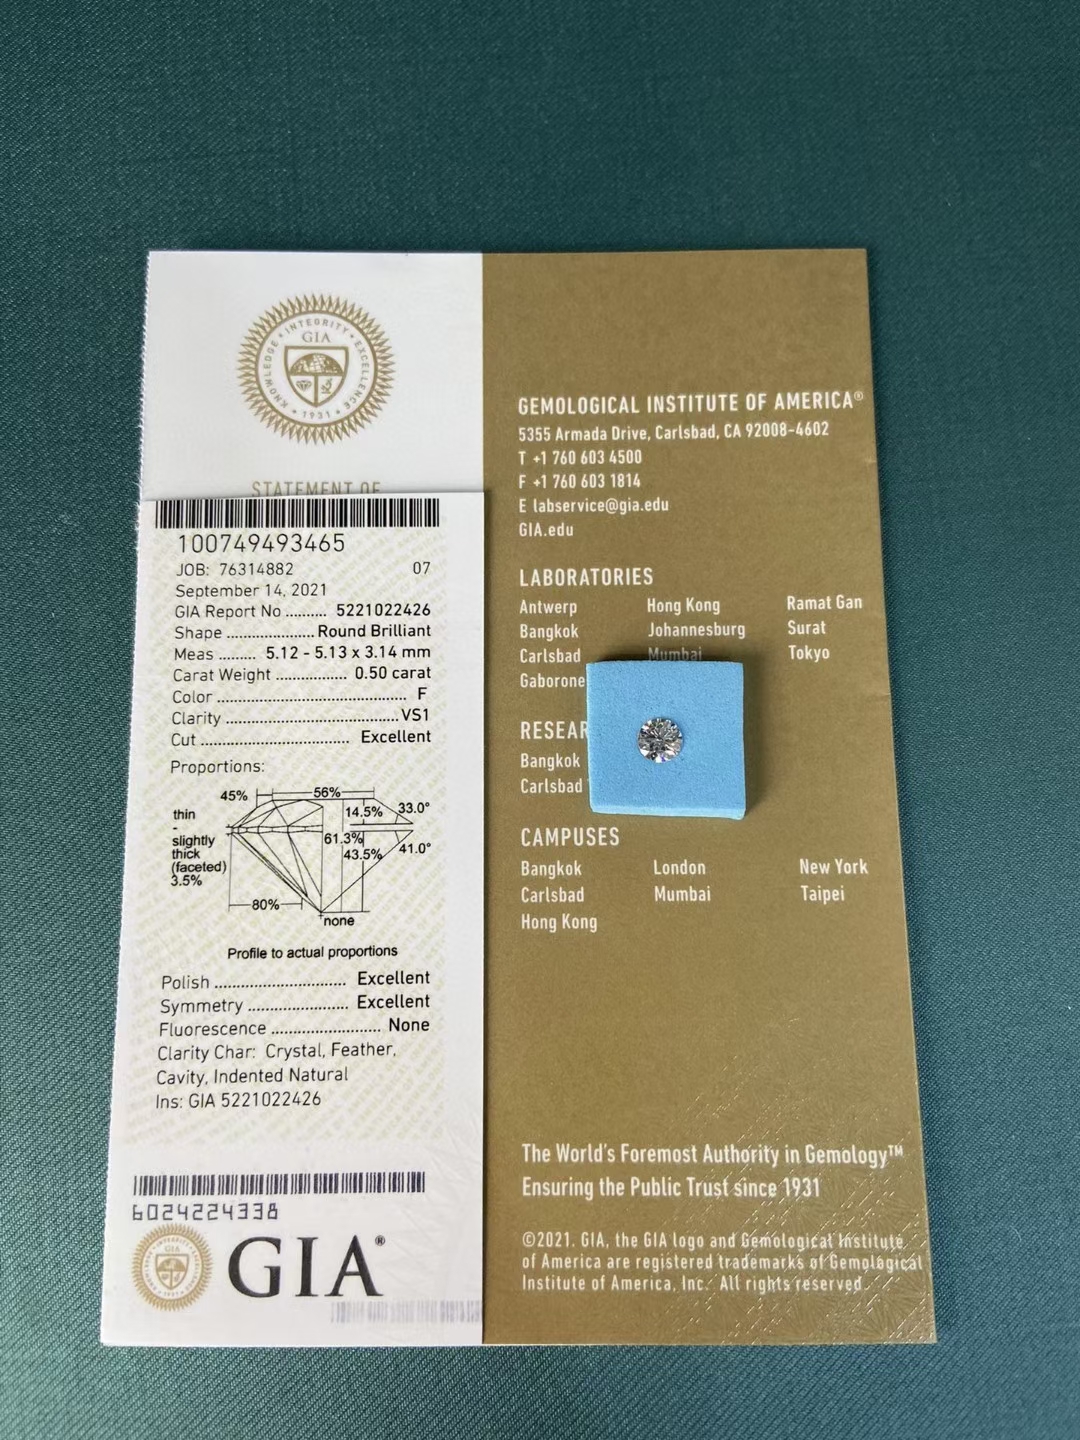 KNOWLEDGE • INTEGRITY • EXCELLENCE
GIA
• 1931 •
STATEMENT OF
100749493465
JOB: 76314882 07
September 14, 2021
GIA Report No .......... 5221022426
Shape .................... Round Brilliant
Meas ......... 5.12 - 5.13 x 3.14 mm
Carat Weight ................ 0.50 carat
Color .......................................... F
Clarity ...................................... VS1
Cut ................................. Excellent
Proportions:
45% 56%
14.5% 33.0°
thin
-
slightly
thick
(faceted)
3.5%
61.3%
43.5% 41.0°
80%
none
Profile to actual proportions
Polish ............................. Excellent
Symmetry ...................... Excellent
Fluorescence ........................ None
Clarity Char: Crystal, Feather,
Cavity, Indented Natural
Ins: GIA 5221022426
6024224338
GIA®
GEMOLOGICAL INSTITUTE OF AMERICA®
5355 Armada Drive, Carlsbad, CA 92008-4602
T +1 760 603 4500
F +1 760 603 1814
E labservice@gia.edu
GIA.edu
LABORATORIES
Antwerp Hong Kong Ramat Gan
Bangkok Johannesburg Surat
Carlsbad Mumbai Tokyo
Gaborone
RESEAR
Bangkok
Carlsbad
CAMPUSES
Bangkok London New York
Carlsbad Mumbai Taipei
Hong Kong
The World's Foremost Authority in Gemology™
Ensuring the Public Trust since 1931
©2021. GIA, the GIA logo and Gemological Institute
of America are registered trademarks of Gemological
Institute of America, Inc. All rights reserved.